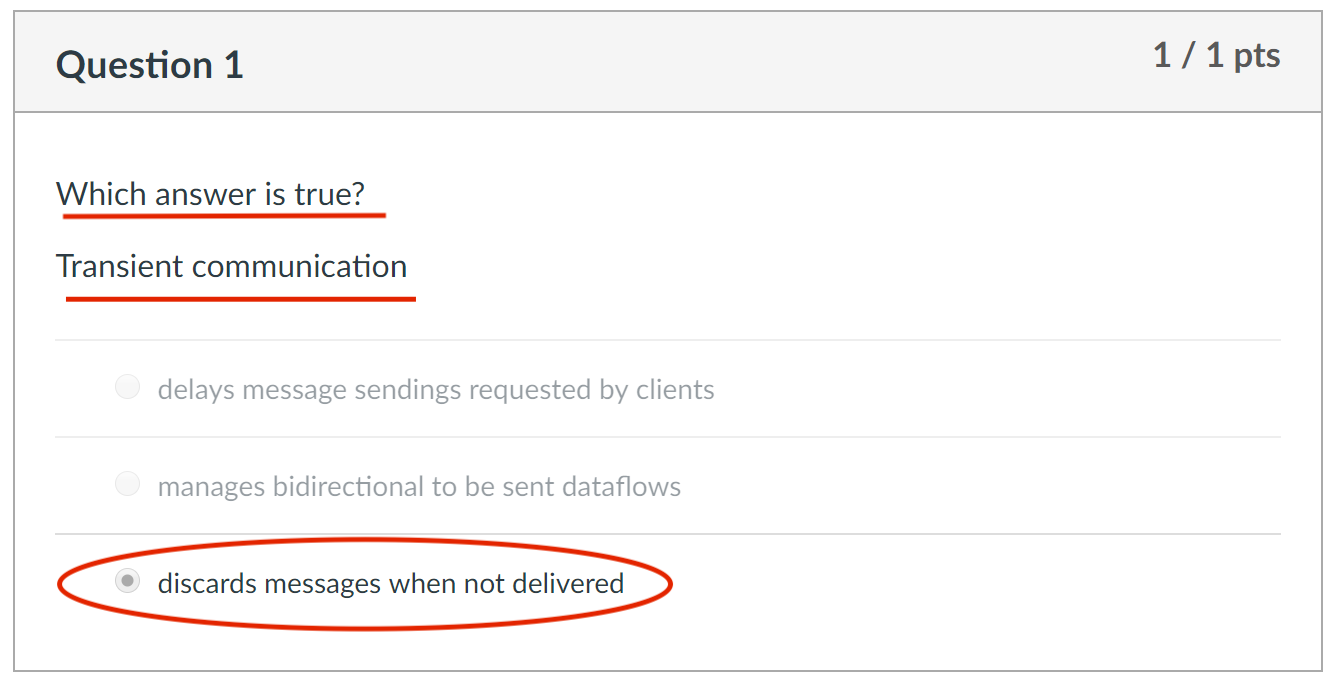 Question 1
1 / 1 pts
Which answer is true?
Transient communication
delays message sendings requested by clients
manages bidirectional to be sent dataflows
discards messages when not delivered